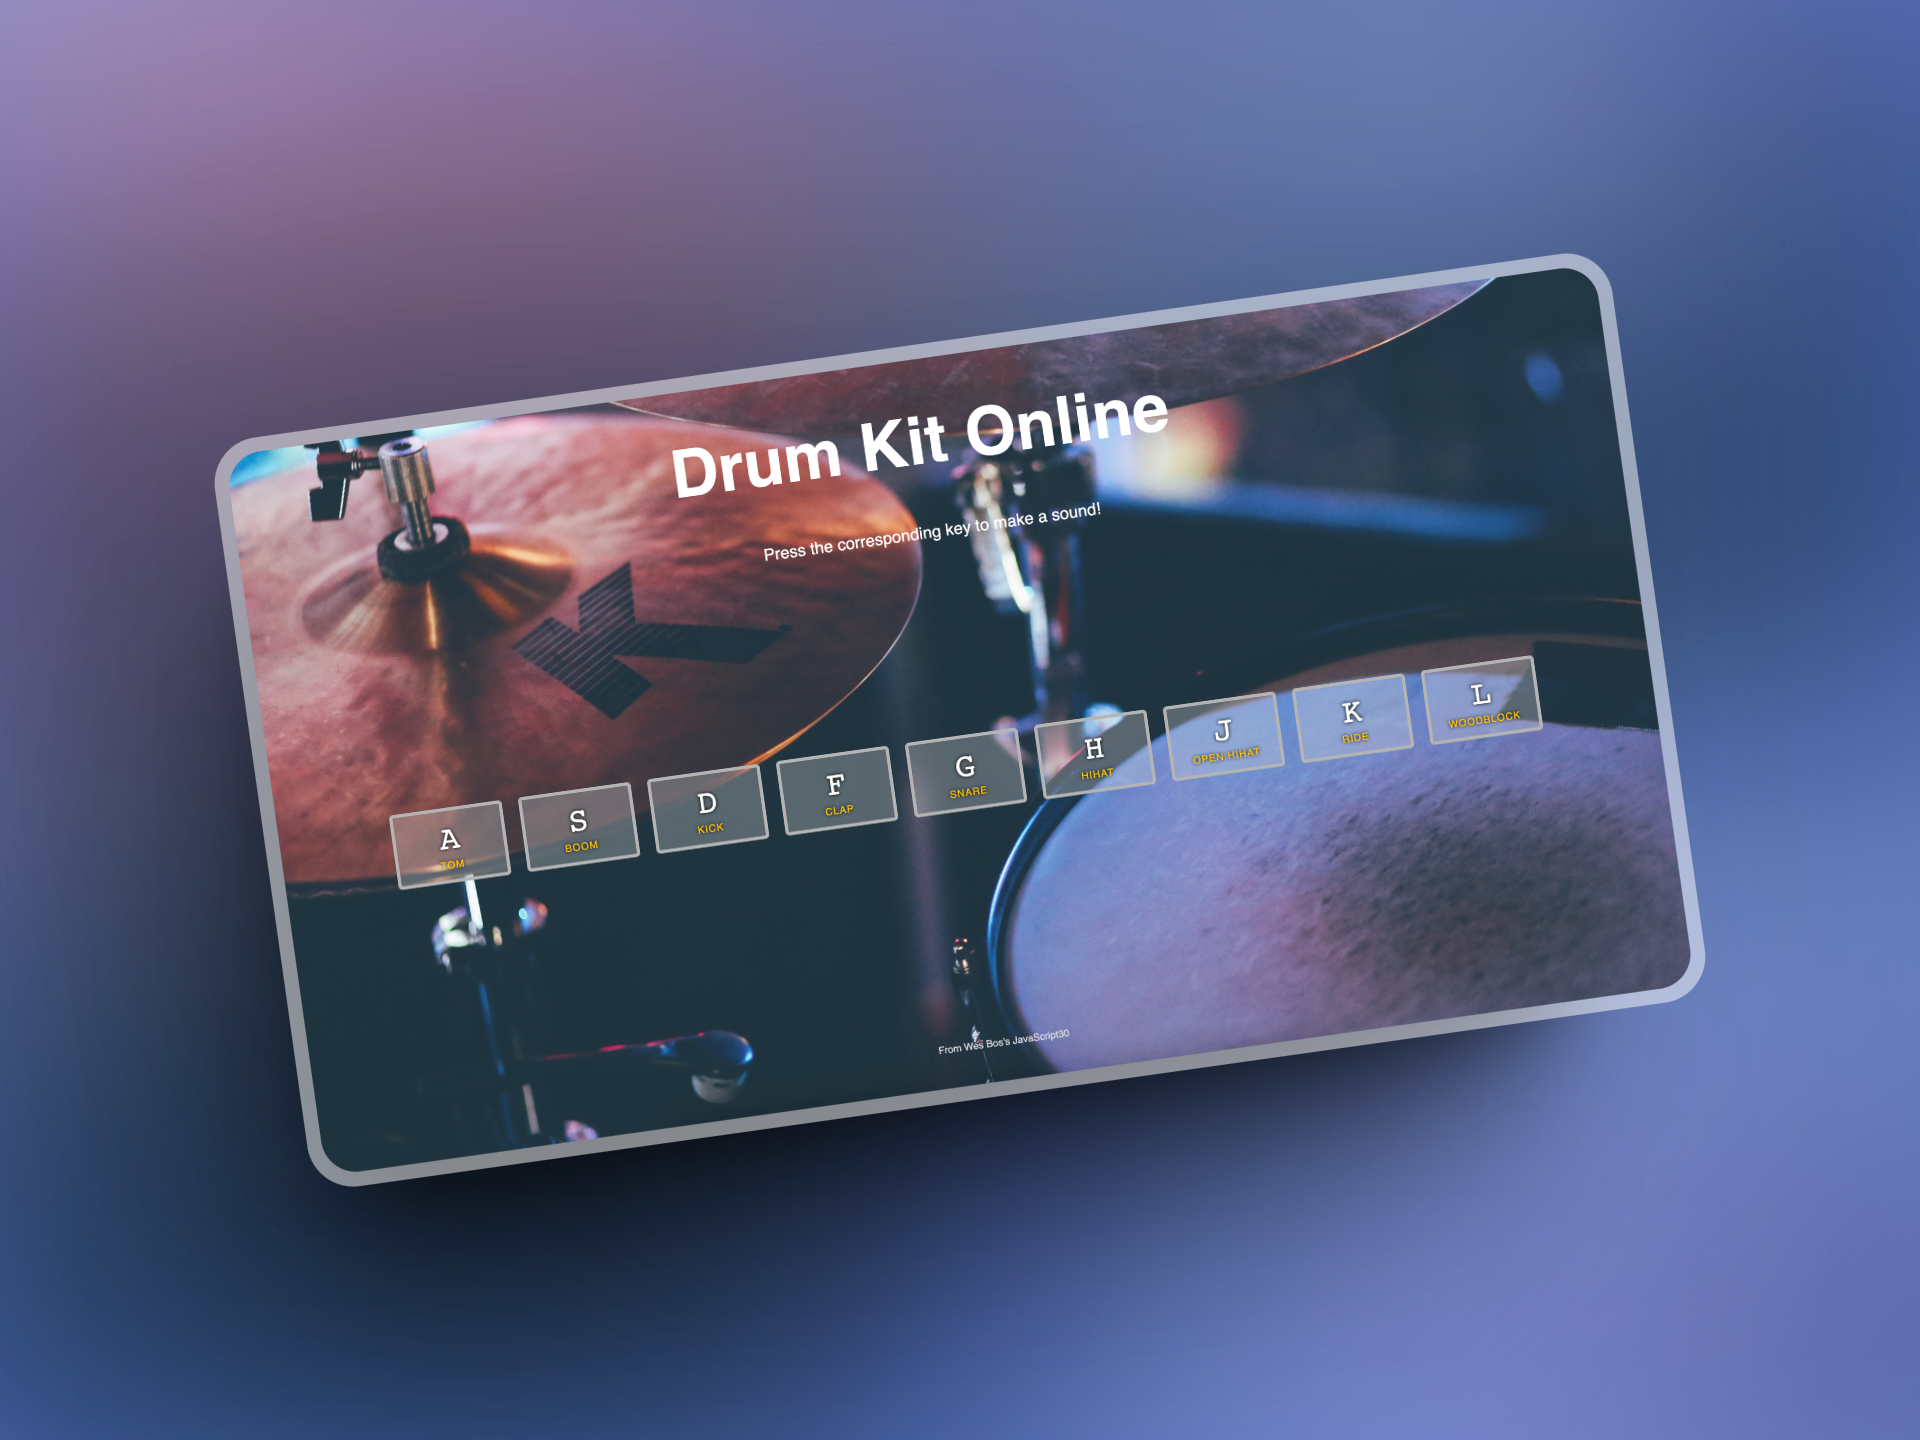 Drum Kit Online
Press the corresponding key to make a sound!
A
TOM
S
BOOM
D
KICK
F
CLAP
G
SNARE
H
HIHAT
J
OPEN HIHAT
K
RIDE
L
WOODBLOCK
From Wes Bos's JavaScript30